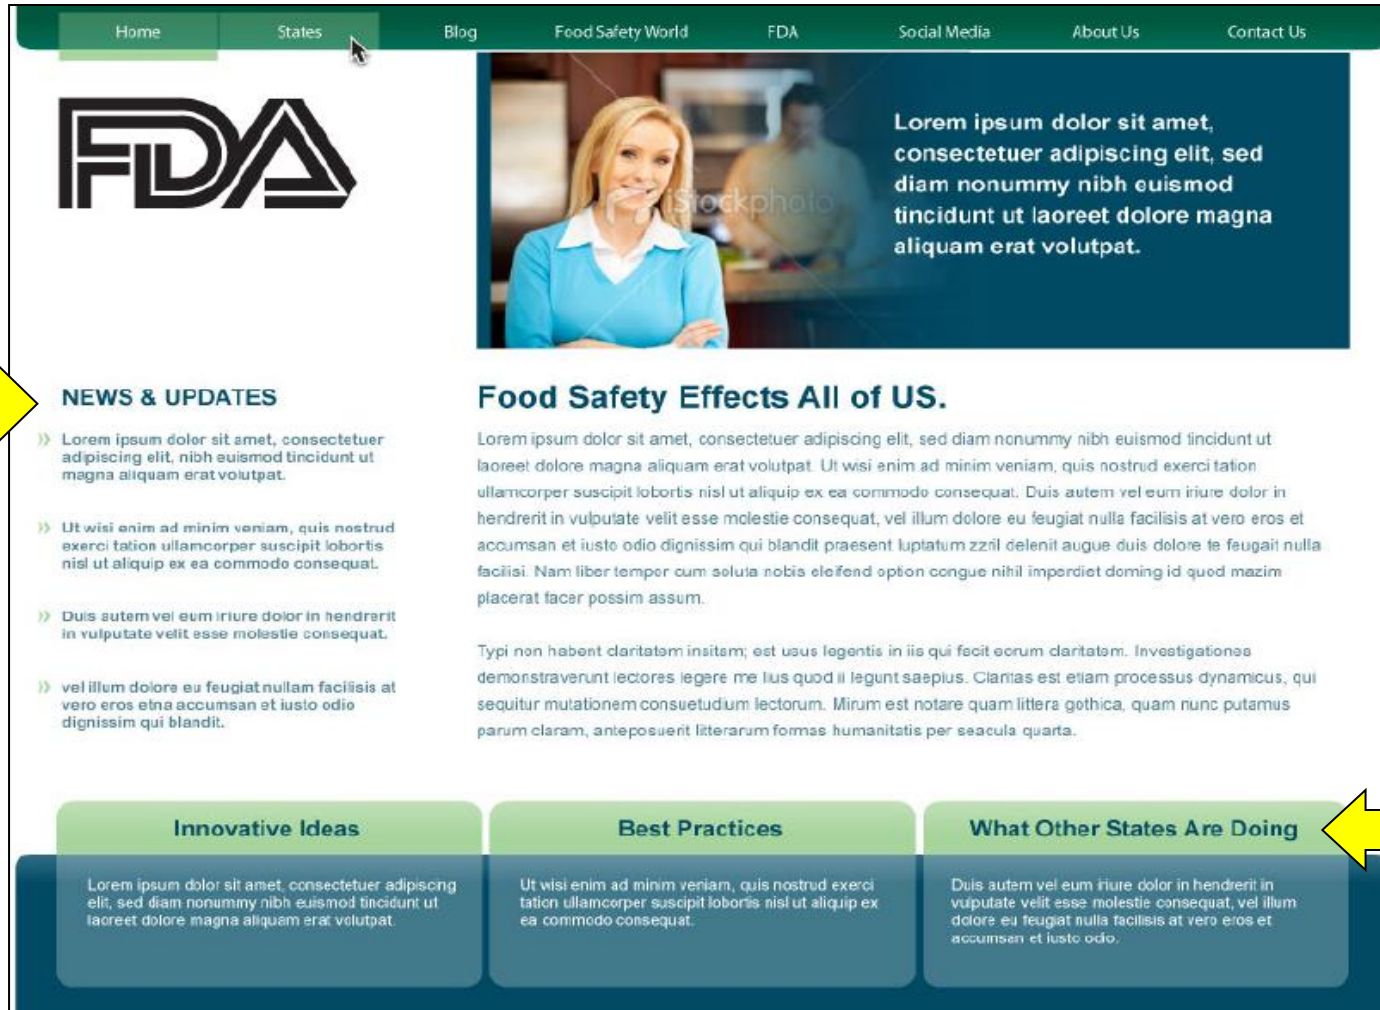 Home States Blog Food Safety World FDA Social Media About Us Contact Us
FDA
iStockphoto
Lorem ipsum dolor sit amet,
consectetuer adipiscing elit, sed
diam nonummy nibh euismod
tincidunt ut laoreet dolore magna
aliquam erat volutpat.
NEWS & UPDATES
Lorem ipsum dolor sit amet, consectetuer
adipiscing elit, nibh euismod tincidunt ut
magna aliquam erat volutpat.
Ut wisi enim ad minim veniam, quis nostrud
exerci tation ullamcorper suscipit lobortis
nisl ut aliquip ex ea commodo consequat.
Duis autem vel eum iriure dolor in hendrerit
in vulputate velit esse molestie consequat.
vel illum dolore eu feugiat nullam facilisis at
vero eros etna accumsan et iusto odio
dignissim qui blandit.
Food Safety Effects All of US.
Lorem ipsum dolor sit amet, consectetuer adipiscing elit, sed diam nonummy nibh euismod tincidunt ut
laoreet dolore magna aliquam erat volutpat. Ut wisi enim ad minim veniam, quis nostrud exerci tation
ullamcorper suscipit lobortis nisl ut aliquip ex ea commodo consequat. Duis autem vel eum iriure dolor in
hendrerit in vulputate velit esse molestie consequat, vel illum dolore eu feugiat nulla facilisis at vero eros et
accumsan et iusto odio dignissim qui blandit praesent luptatum zzril delenit augue duis dolore te feugait nulla
facilisi. Nam liber tempor cum soluta nobis eleifend option congue nihil imperdiet doming id quod mazim
placerat facer possim assum.
Typi non habent claritatem insitam; est usus legentis in iis qui facit eorum claritatem. Investigationes
demonstraverunt lectores legere me lius quod ii legunt saepius. Claritas est etiam processus dynamicus, qui
sequitur mutationem consuetudium lectorum. Mirum est notare quam littera gothica, quam nunc putamus
parum claram, anteposuerit litterarum formas humanitatis per seacula quarta.
Innovative Ideas
Lorem ipsum dolor sit amet, consectetuer adipiscing
elit, sed diam nonummy nibh euismod tincidunt ut
laoreet dolore magna aliquam erat volutpat.
Best Practices
Ut wisi enim ad minim veniam, quis nostrud exerci
tation ullamcorper suscipit lobortis nisl ut aliquip ex
ea commodo consequat.
What Other States Are Doing
Duis autem vel eum iriure dolor in hendrerit in
vulputate velit esse molestie consequat, vel illum
dolore eu feugiat nulla facilisis at vero eros et
accumsan et iusto odio.